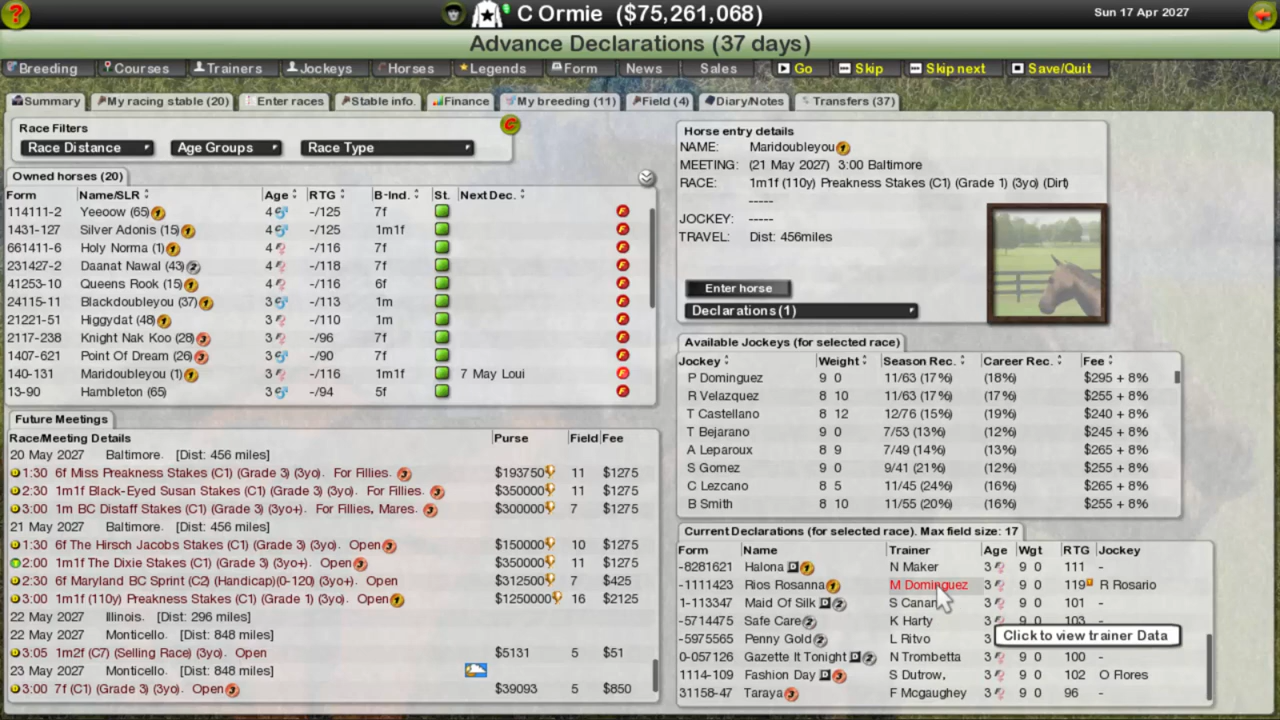 C Ormie ($75,261,068)
Sun 17 Apr 2027
Advance Declarations (37 days)
Breeding Courses Trainers Jockeys Horses Legends Form News Sales Go Skip Skip next Save/Quit
Summary My racing stable (20) Enter races Stable info. Finance My breeding (11) Field (4) Diary/Notes Transfers (37)
Race Filters
Race Distance Age Groups Race Type
Owned horses (20)
Form Name/SLR Age RTG B-Ind. St. Next Dec.
114111-2 Yeeoow (65) 1 4 -/125 7f
1431-127 Silver Adonis (15) 1 4 -/125 1m1f
661411-6 Holy Norma (1) 1 4 -/116 7f
231427-2 Daanat Nawal (43) 2 4 -/118 7f
41253-10 Queens Rook (15) 1 4 -/116 6f
24115-11 Blackdoubleyou (37) 1 3 -/113 1m
21221-51 Higgydat (48) 1 3 -/110 1m
2117-238 Knight Nak Koo (28) 3 3 -/96 7f
1407-621 Point Of Dream (26) 3 3 -/90 7f
140-131 Maridoubleyou (1) 1 3 -/116 1m1f 7 May Loui
13-90 Hambleton (65) 3 -/94 5f
Future Meetings
Race/Meeting Details Purse Field Fee
20 May 2027 Baltimore. [Dist: 456 miles]
1:30 6f Miss Preakness Stakes (C1) (Grade 3) (3yo). For Fillies. 3 $193750 11 $1275
2:30 1m1f Black-Eyed Susan Stakes (C1) (Grade 3) (3yo). For Fillies. 3 $350000 11 $1275
3:00 1m BC Distaff Stakes (C1) (Grade 3) (3yo+). For Fillies, Mares. 3 $300000 7 $1275
21 May 2027 Baltimore. [Dist: 456 miles]
1:30 6f The Hirsch Jacobs Stakes (C1) (Grade 3) (3yo). Open 3 $150000 10 $1275
2:00 1m1f The Dixie Stakes (C1) (Grade 3) (3yo+). Open 3 $350000 11 $1275
2:30 6f Maryland BC Sprint (C2) (Handicap)(0-120) (3yo+). Open $312500 7 $425
3:00 1m1f (110y) Preakness Stakes (C1) (Grade 1) (3yo). Open 1 $1250000 16 $2125
22 May 2027 Illinois. [Dist: 296 miles]
22 May 2027 Monticello. [Dist: 848 miles]
3:05 1m2f (C7) (Selling Race) (3yo). Open $5131 5 $51
23 May 2027 Monticello. [Dist: 848 miles]
3:00 7f (C1) (Grade 3) (3yo). Open 3 $39093 5 $850
Horse entry details
NAME: Maridoubleyou 1
MEETING: (21 May 2027) 3:00 Baltimore
RACE: 1m1f (110y) Preakness Stakes (C1) (Grade 1) (3yo) (Dirt)
-----
JOCKEY: -----
TRAVEL: Dist: 456miles
Enter horse
Declarations (1)
Available Jockeys (for selected race)
Jockey Weight Season Rec. Career Rec. Fee
P Dominguez 9 0 11/63 (17%) (18%) $295 + 8%
R Velazquez 8 10 11/63 (17%) (17%) $255 + 8%
T Castellano 8 12 12/76 (15%) (19%) $240 + 8%
T Bejarano 9 0 7/53 (13%) (12%) $245 + 8%
A Leparoux 8 9 7/49 (14%) (13%) $265 + 8%
S Gomez 9 0 9/41 (21%) (12%) $255 + 8%
C Lezcano 8 5 11/45 (24%) (16%) $265 + 8%
B Smith 8 10 11/55 (20%) (16%) $255 + 8%
Current Declarations (for selected race). Max field size: 17
Form Name Trainer Age Wgt RTG Jockey
-8281621 Halona D 1 N Maker 3 9 0 111 -
-1111423 Rios Rosanna 1 M Dominguez 3 9 0 119 R Rosario
1-113347 Maid Of Silk D 2 S Canan 3 9 0 101 -
-5714475 Safe Care 2 K Harty 3 9 0 103 -
-5975565 Penny Gold 2 L Ritvo 3
Click to view trainer Data
0-057126 Gazette It Tonight D 2 N Trombetta 3 9 0 100 -
1114-109 Fashion Day D 3 S Dutrow, 3 9 0 102 O Flores
31158-47 Taraya 3 F Mcgaughey 3 9 0 96 -